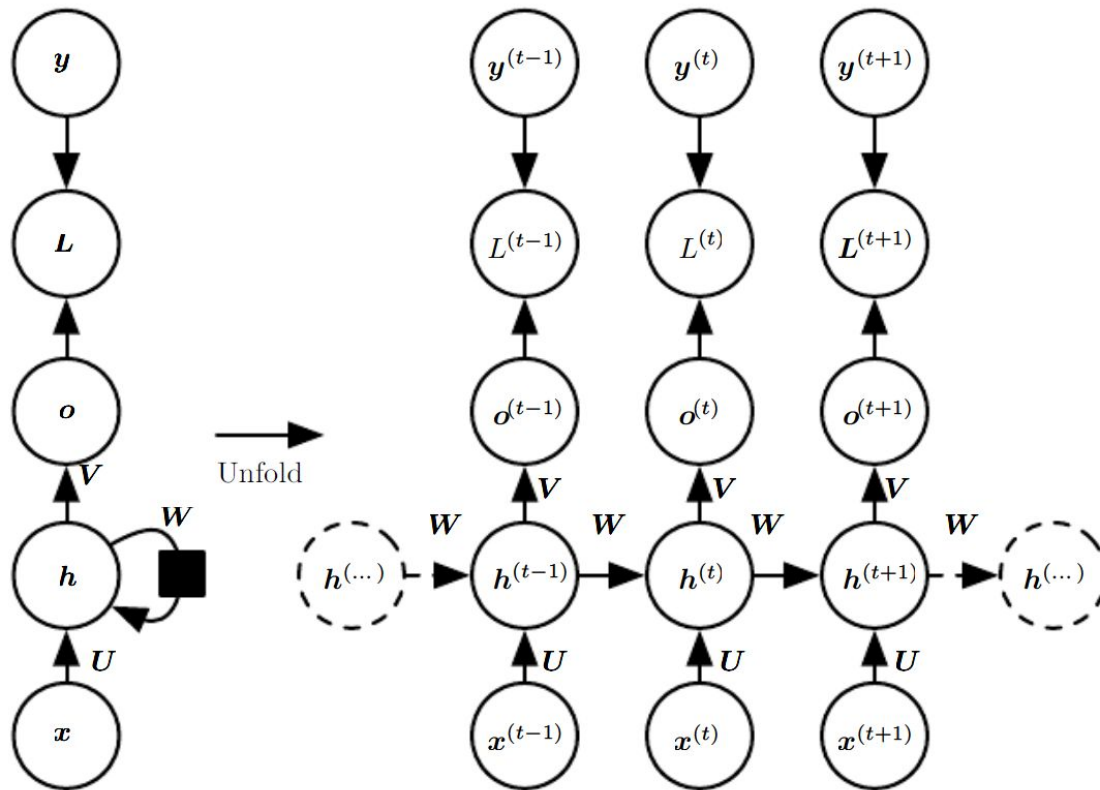 y y^(t−1) y^(t) y^(t+1)
L L^(t−1) L^(t) L^(t+1)
o o^(t−1) o^(t) o^(t+1)
Unfold
V V V V
W W W W W
h h^(...) h^(t−1) h^(t) h^(t+1) h^(...)
U U U U
x x^(t−1) x^(t) x^(t+1)